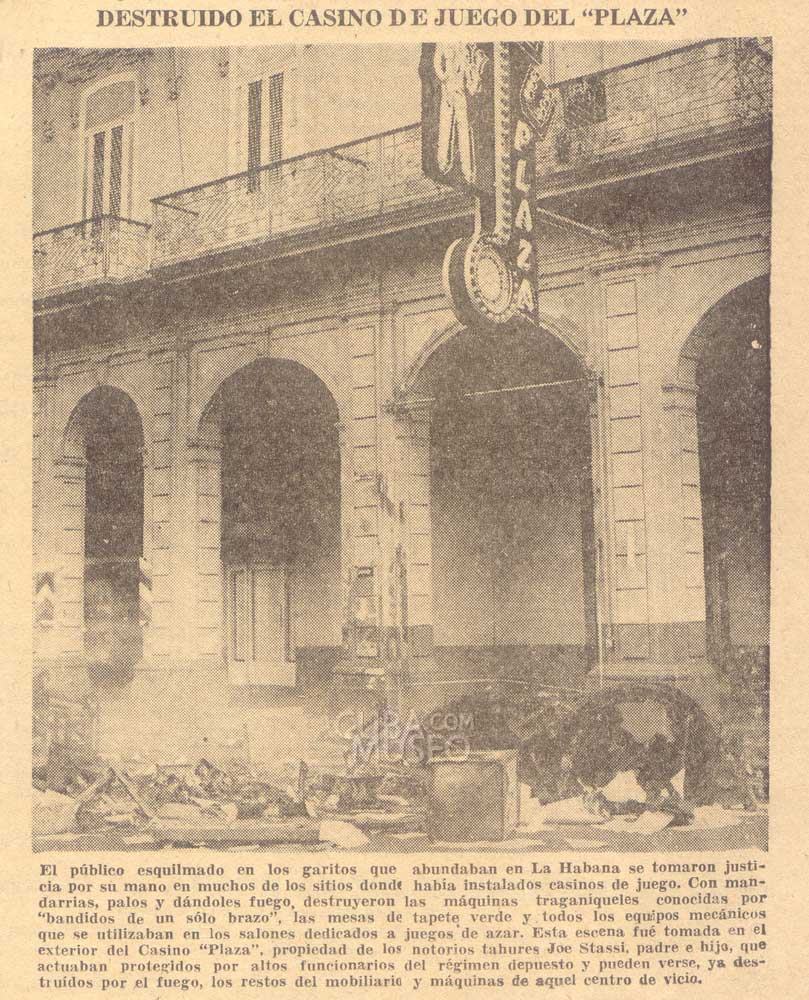 DESTRUIDO EL CASINO DE JUEGO DEL “PLAZA”
PLAZA
CUBA.COM
MUSEO
El público esquilmado en los garitos que abundaban en La Habana se tomaron justi-
cia por su mano en muchos de los sitios donde había instalados casinos de juego. Con man-
darrias, palos y dándoles fuego, destruyeron las máquinas traganiqueles conocidas por
“bandidos de un sólo brazo”, las mesas de tapete verde y todos los equipos mecánicos
que se utilizaban en los salones dedicados a juegos de azar. Esta escena fué tomada en el
exterior del Casino “Plaza”, propiedad de los notorios tahures Joe Stassi, padre e hijo, que
actuaban protegidos por altos funcionarios del régimen depuesto y pueden verse, ya des-
truídos por el fuego, los restos del mobiliario y máquinas de aquel centro de vicio.